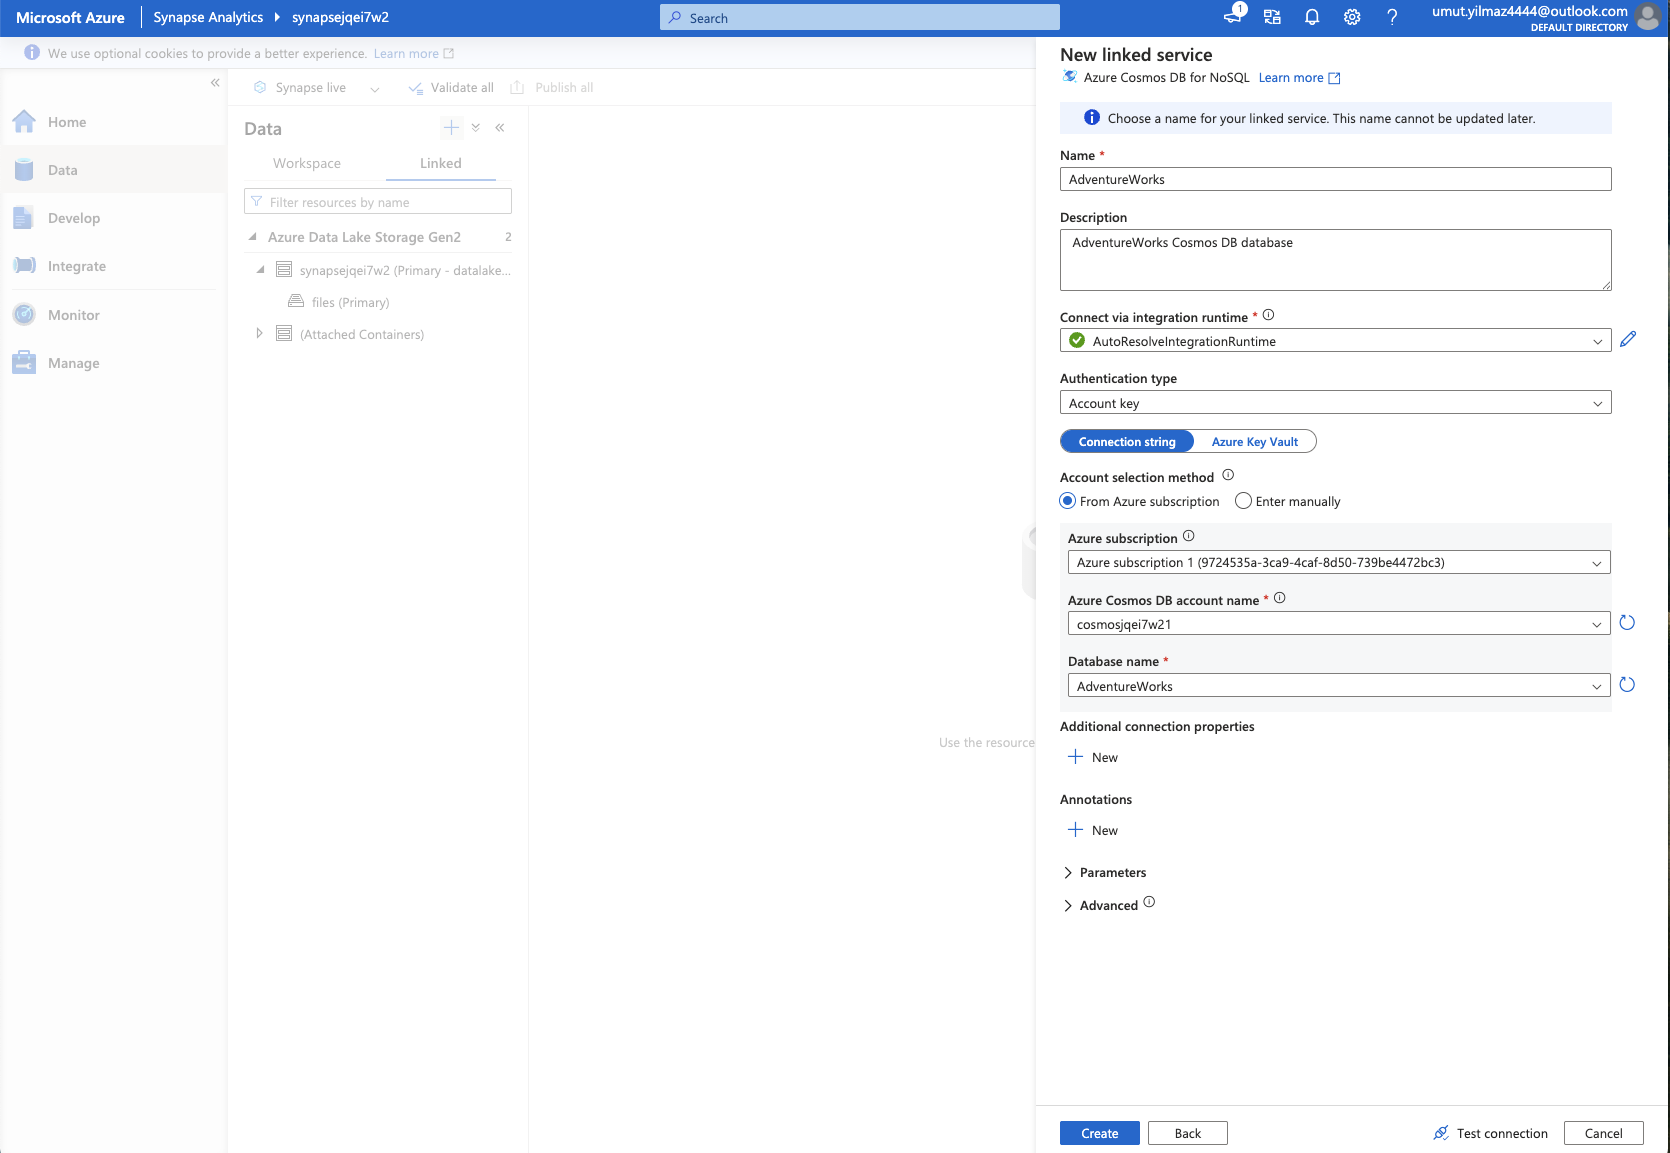 Microsoft Azure
Synapse Analytics
synapsejqei7w2
Search
1
umut.yilmaz4444@outlook.com
DEFAULT DIRECTORY
We use optional cookies to provide a better experience. Learn more
Home
Data
Develop
Integrate
Monitor
Manage
Synapse live
Validate all
Publish all
Data
Workspace
Linked
Filter resources by name
Azure Data Lake Storage Gen2 2
synapsejqei7w2 (Primary - datalake...
files (Primary)
(Attached Containers)
Use the resource
New linked service
Azure Cosmos DB for NoSQL Learn more
Choose a name for your linked service. This name cannot be updated later.
Name *
AdventureWorks
Description
AdventureWorks Cosmos DB database
Connect via integration runtime *
AutoResolveIntegrationRuntime
Authentication type
Account key
Connection string
Azure Key Vault
Account selection method
From Azure subscription
Enter manually
Azure subscription
Azure subscription 1 (9724535a-3ca9-4caf-8d50-739be4472bc3)
Azure Cosmos DB account name *
cosmosjqei7w21
Database name *
AdventureWorks
Additional connection properties
New
Annotations
New
Parameters
Advanced
Create
Back
Test connection
Cancel